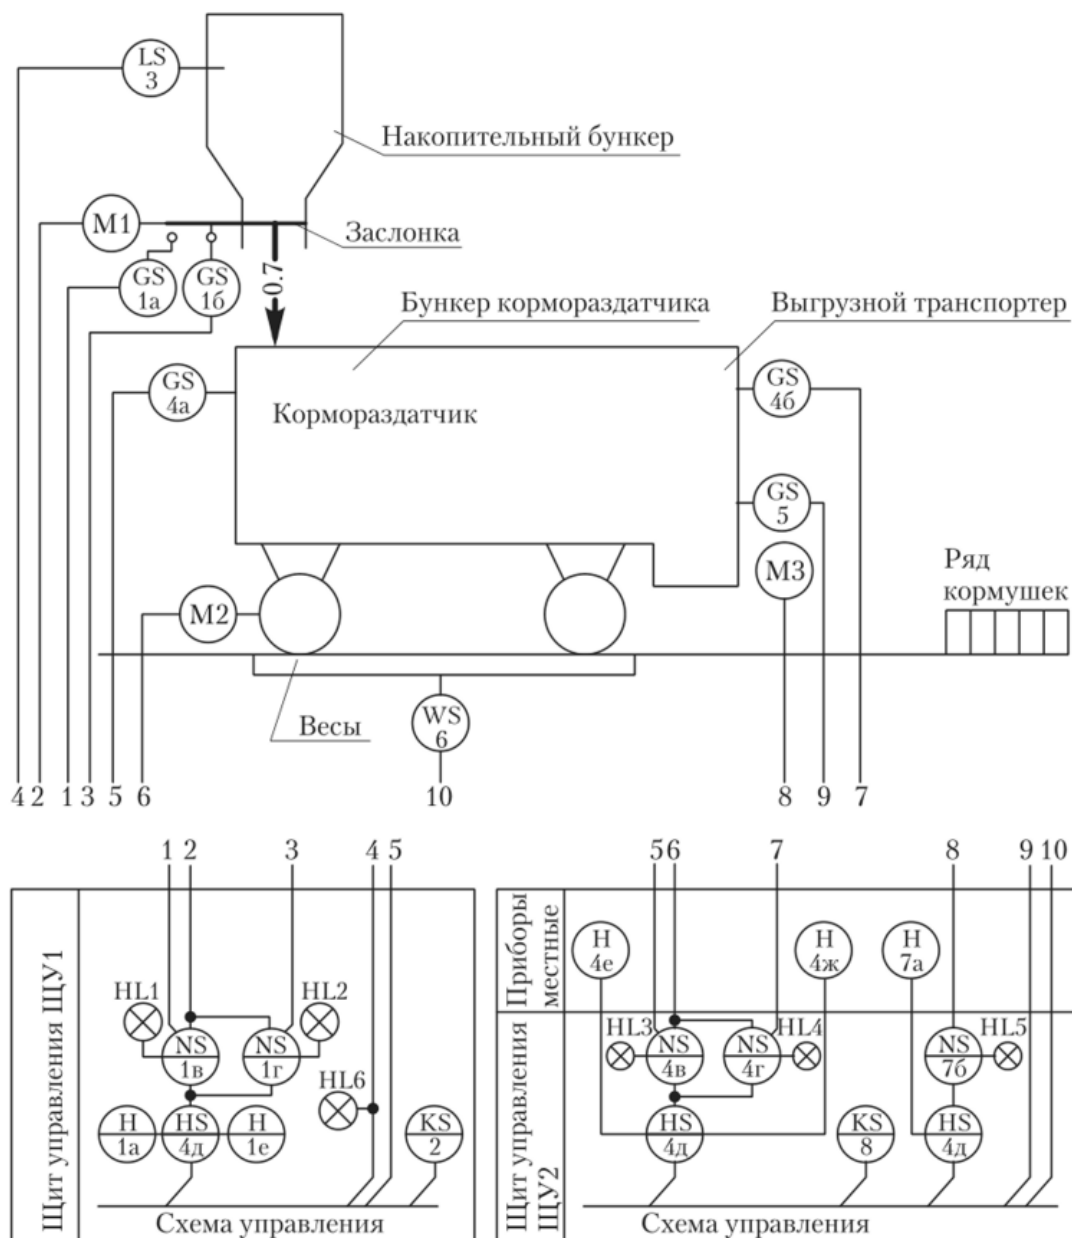 LS
3
Накопительный бункер
M1
Заслонка
GS
1а
GS
1б
0.7
Бункер кормораздатчика
Выгрузной транспортер
GS
4а
Кормораздатчик
GS
4б
GS
5
M3
Ряд
кормушек
M2
Весы
WS
6
4 2 1 3 5 6 10 8 9 7
1 2 3 4 5
Щит управления ЩУ1
HL1
HL2
NS
1в
NS
1г
HL6
H
1а
HS
4д
H
1е
KS
2
Схема управления
5 6 7 8 9 10
Приборы
местные
H
4е
H
4ж
H
7а
Щит управления
ЩУ2
HL3
HL4
HL5
NS
4в
NS
4г
NS
7б
HS
4д
KS
8
HS
4д
Схема управления